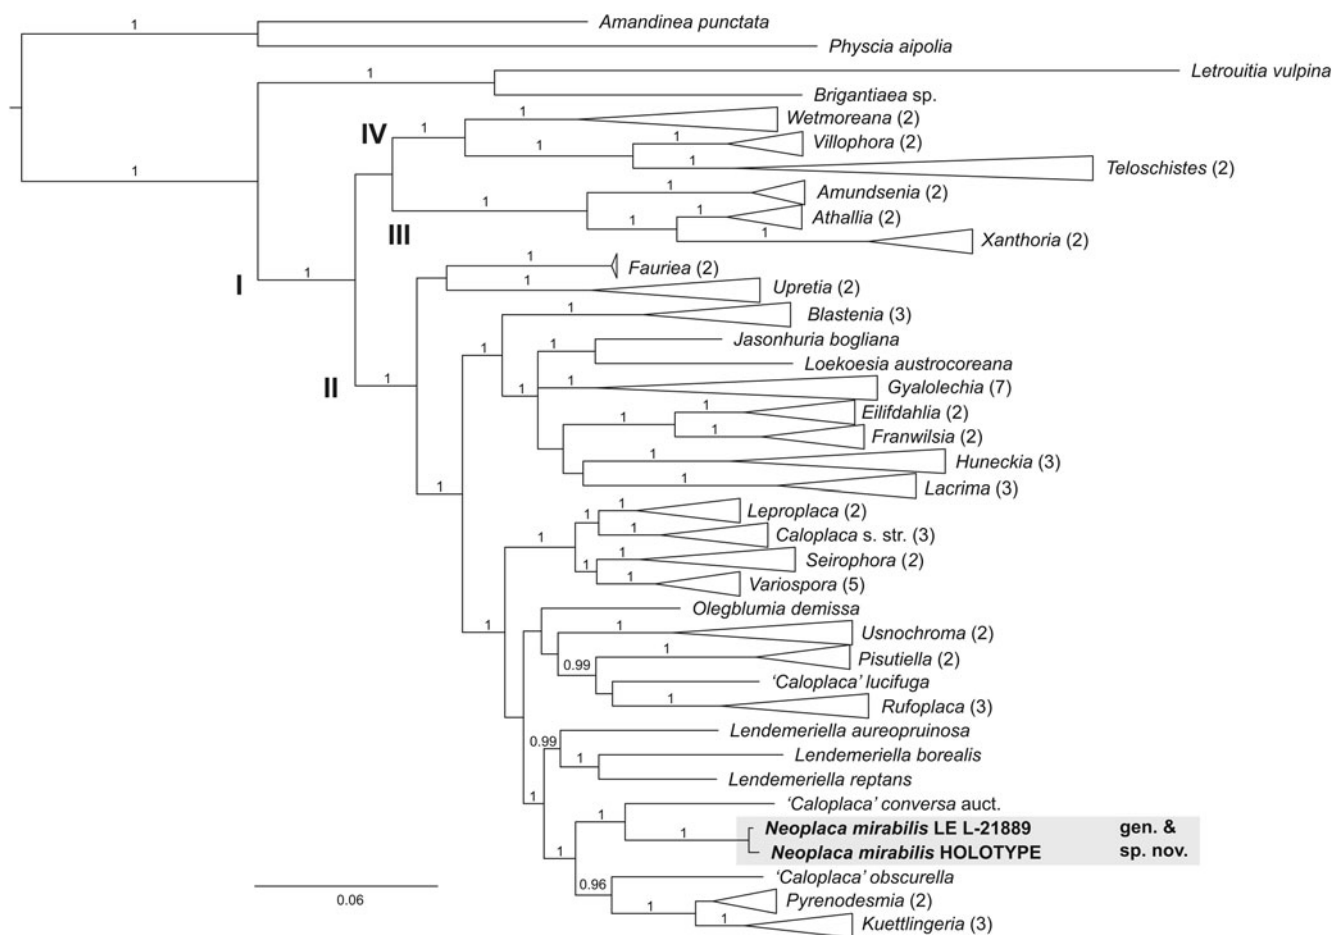 1
Amandinea punctata
Physcia aipolia
1
Letrouitia vulpina
Brigantiaea sp.
1
IV
1
1
Wetmoreana (2)
1
1
Villophora (2)
1
Teloschistes (2)
1
III
1
Amundsenia (2)
1
1
Athallia (2)
1
Xanthoria (2)
I
1
1
Fauriea (2)
1
Upretia (2)
II
1
1
1
Blastenia (3)
1
Jasonhuria bogliana
Loekoesia austrocoreana
1
1
Gyalolechia (7)
1
1
Eilifdahlia (2)
1
Franwilsia (2)
1
Huneckia (3)
1
Lacrima (3)
1
1
1
1
Leproplaca (2)
1
Caloplaca s. str. (3)
1
1
Seirophora (2)
1
Variospora (5)
Olegblumia demissa
1
Usnochroma (2)
0.99
1
Pisutiella (2)
'Caloplaca' lucifuga
1
Rufoplaca (3)
0.99
Lendemeriella aureopruinosa
1
Lendemeriella borealis
Lendemeriella reptans
1
1
'Caloplaca' conversa auct.
1
Neoplaca mirabilis LE L-21889 gen. &
Neoplaca mirabilis HOLOTYPE sp. nov.
1
0.96
'Caloplaca' obscurella
1
Pyrenodesmia (2)
1
Kuettlingeria (3)
0.06